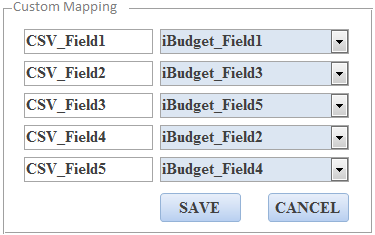 Custom Mapping
CSV_Field1 iBudget_Field1
CSV_Field2 iBudget_Field3
CSV_Field3 iBudget_Field5
CSV_Field4 iBudget_Field2
CSV_Field5 iBudget_Field4
SAVE CANCEL